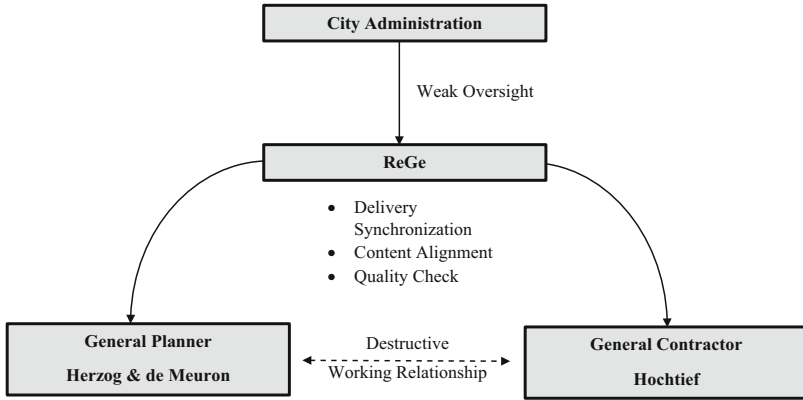 City Administration
Weak Oversight
ReGe
• Delivery
Synchronization
• Content Alignment
• Quality Check
General Planner
Herzog & de Meuron
Destructive
Working Relationship
General Contractor
Hochtief